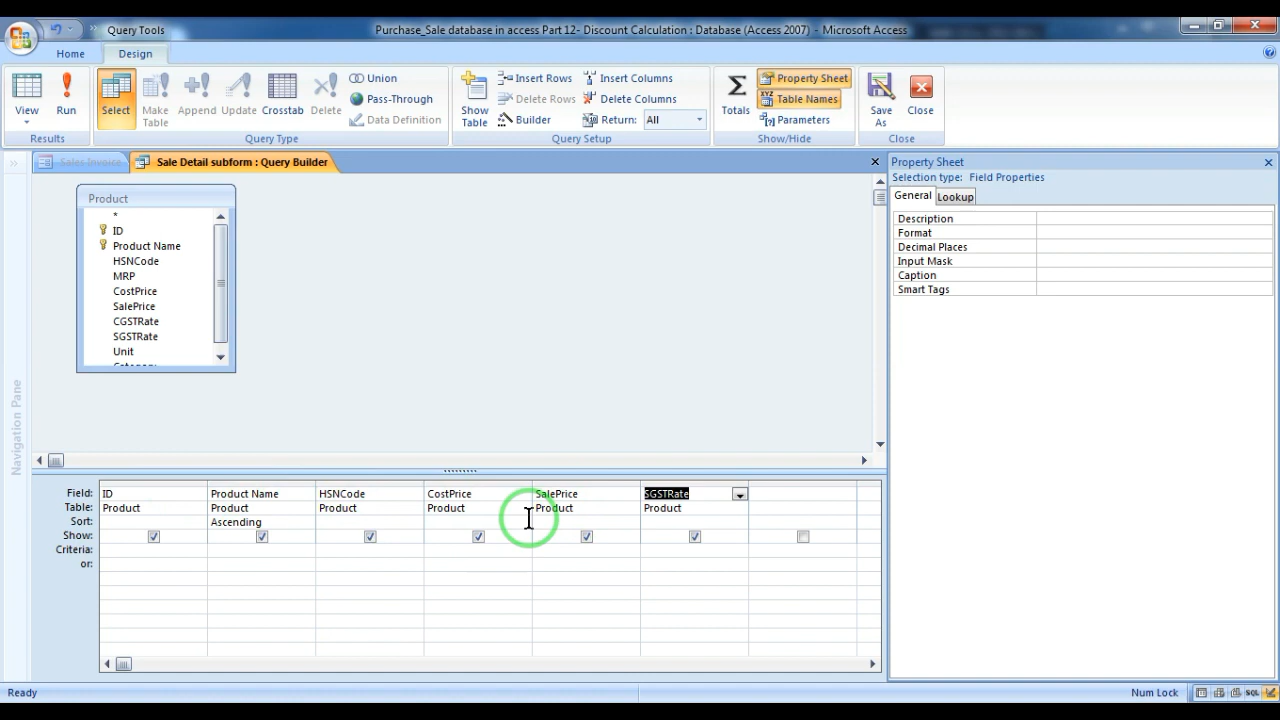 Query Tools
Purchase_Sale database in access Part 12- Discount Calculation : Database (Access 2007) - Microsoft Access
Home Design
View
Run
Select
Make Table
Append
Update
Crosstab
Delete
Union
Pass-Through
Data Definition
Show Table
Insert Rows
Delete Rows
Builder
Insert Columns
Delete Columns
Return: All
Totals
Property Sheet
Table Names
Parameters
Save As
Close
Results
Query Type
Query Setup
Show/Hide
Close
Sales Invoice
Sale Detail subform : Query Builder
Property Sheet
Selection type: Field Properties
General Lookup
Description
Format
Decimal Places
Input Mask
Caption
Smart Tags
Navigation Pane
Product
*
ID
Product Name
HSNCode
MRP
CostPrice
SalePrice
CGSTRate
SGSTRate
Unit
Field: ID Product Name HSNCode CostPrice SalePrice SGSTRate
Table: Product Product Product Product Product Product
Sort: Ascending
Show:
Criteria:
or:
Ready
Num Lock
SQL